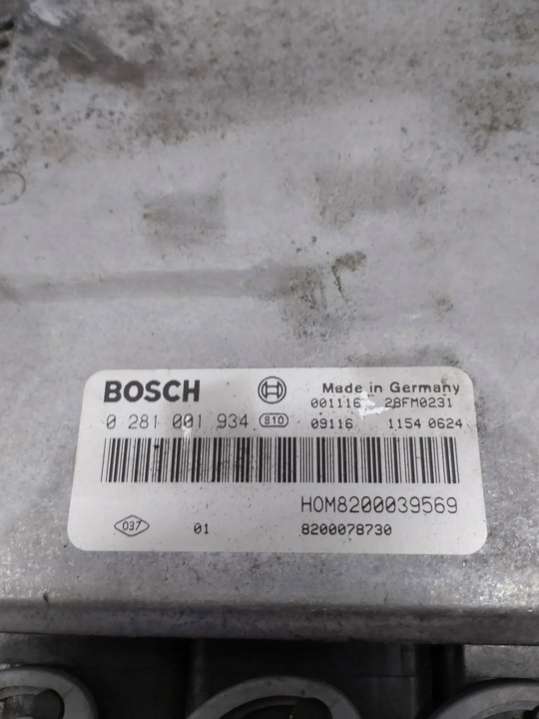 BOSCH Made in Germany
001116 28FM0231
0 281 001 934 810 09116 1154 0624
HOM8200039569
037 01 8200078730